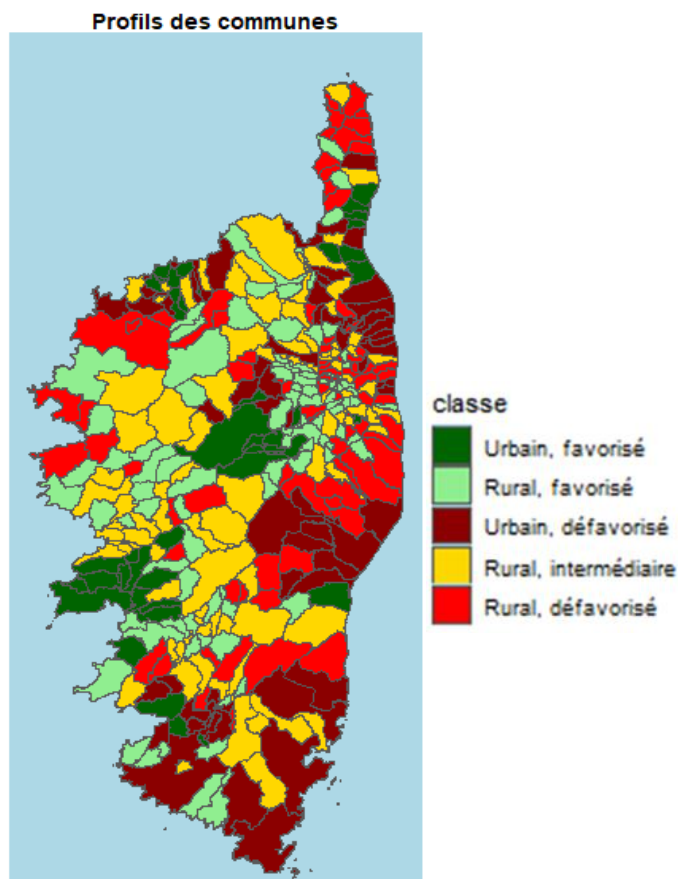 Profils des communes
classe
Urbain, favorisé
Rural, favorisé
Urbain, défavorisé
Rural, intermédiaire
Rural, défavorisé